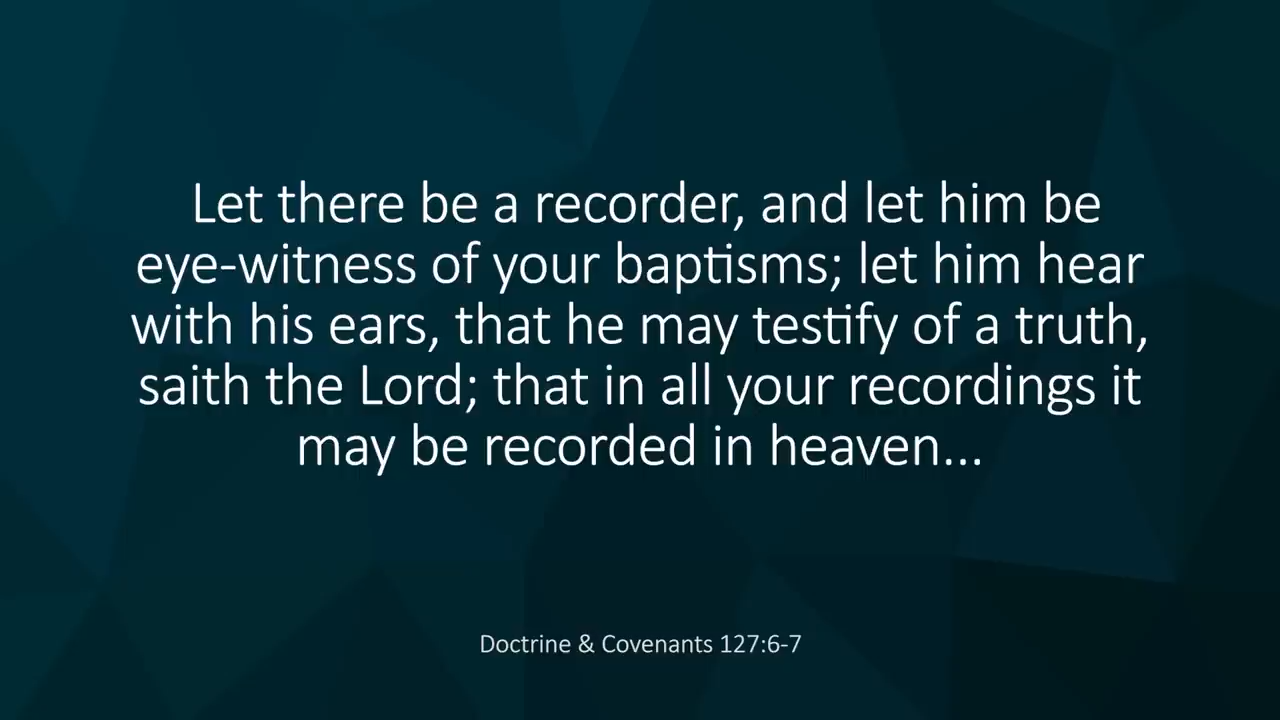 Let there be a recorder, and let him be
eye-witness of your baptisms; let him hear
with his ears, that he may testify of a truth,
saith the Lord; that in all your recordings it
may be recorded in heaven...
Doctrine & Covenants 127:6-7